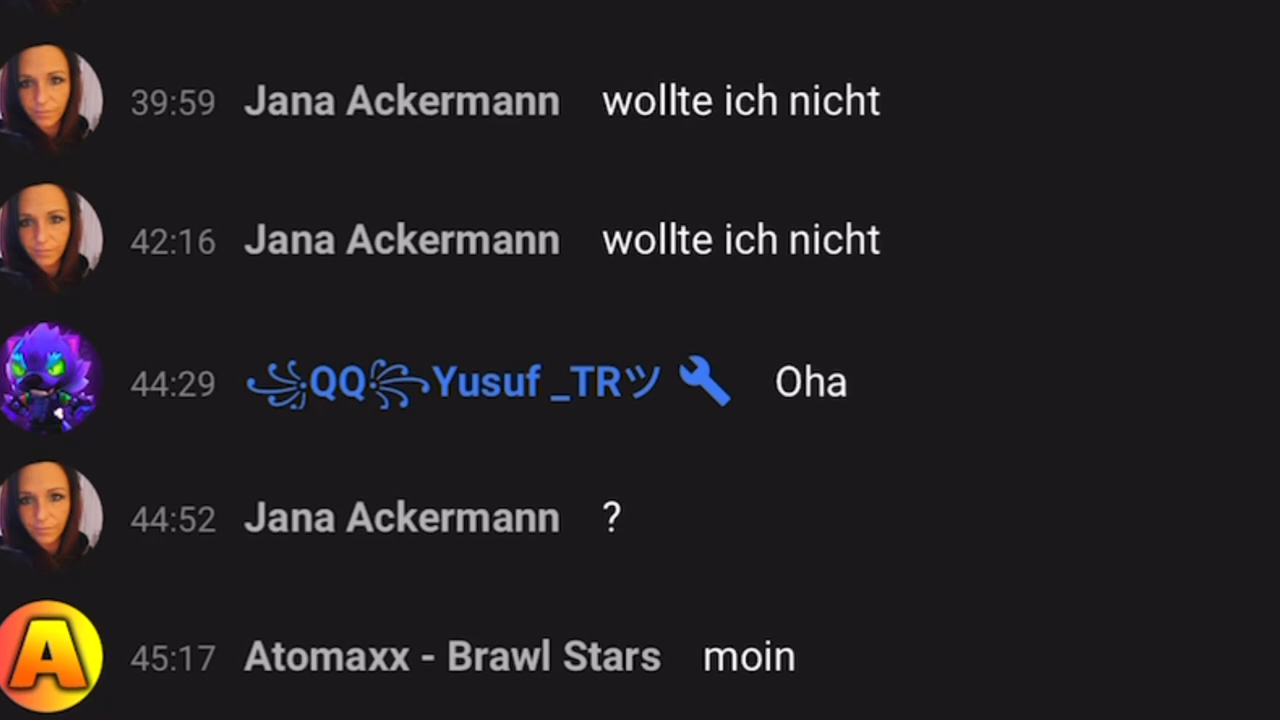 39:59 Jana Ackermann wollte ich nicht
42:16 Jana Ackermann wollte ich nicht
44:29 ꧁QQ꧂Yusuf _TRツ 🔧 Oha
44:52 Jana Ackermann ?
A 45:17 Atomaxx - Brawl Stars moin